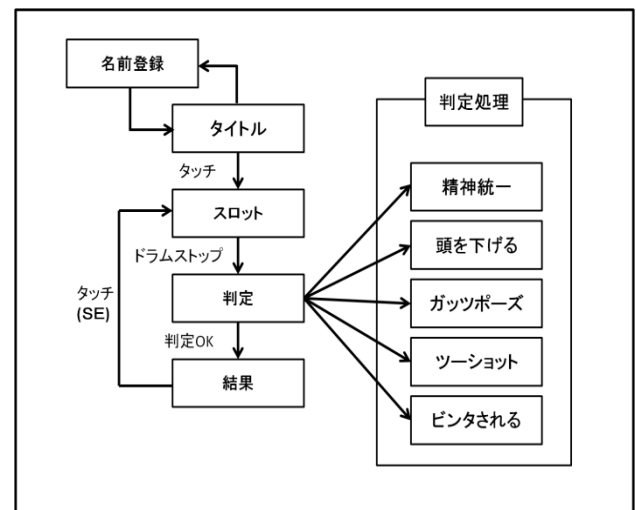 名前登録
タイトル
タッチ
スロット
ドラムストップ
タッチ
(SE)
判定
判定OK
結果
判定処理
精神統一
頭を下げる
ガッツポーズ
ツーショット
ビンタされる